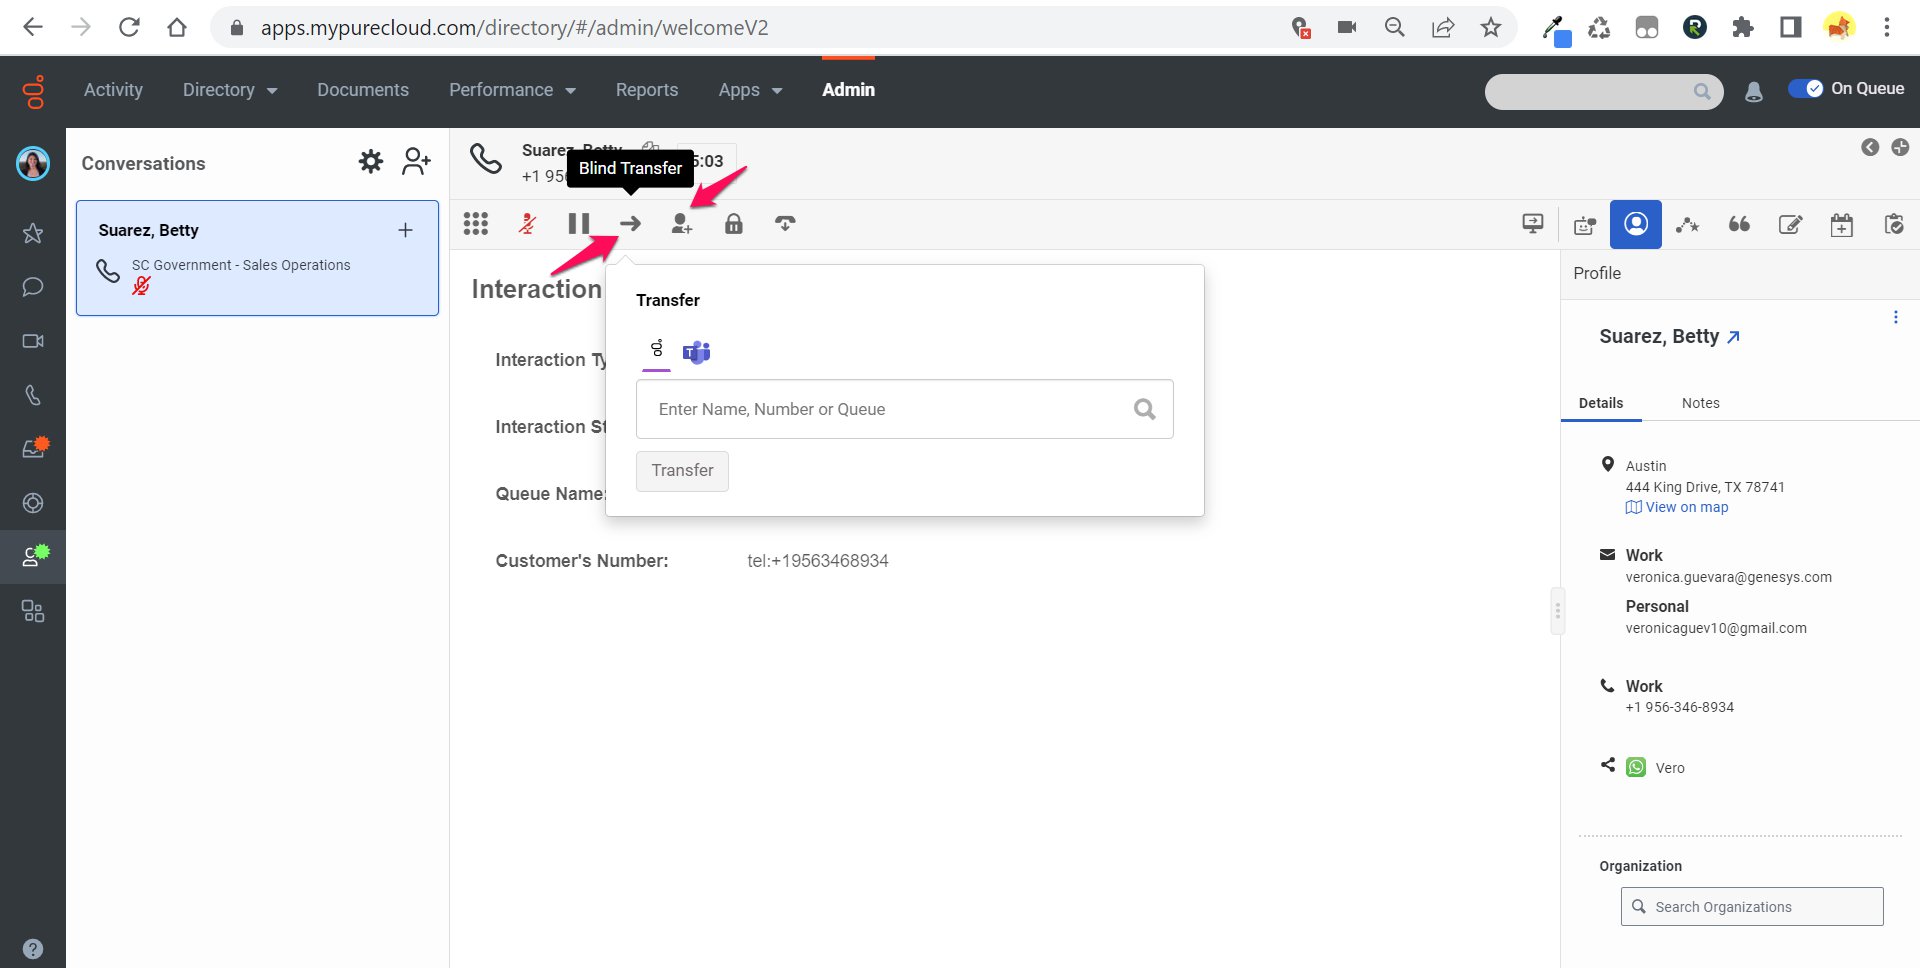 apps.mypurecloud.com/directory/#/admin/welcomeV2
Activity
Directory
Documents
Performance
Reports
Apps
Admin
On Queue
Conversations
Suarez, Betty
SC Government - Sales Operations
Suarez, Betty
5:03
+1 956
Blind Transfer
Interaction
Interaction Ty
Interaction St
Queue Name:
Customer's Number: tel:+19563468934
Transfer
Enter Name, Number or Queue
Transfer
Profile
Suarez, Betty
Details
Notes
Austin
444 King Drive, TX 78741
View on map
Work
veronica.guevara@genesys.com
Personal
veronicaguev10@gmail.com
Work
+1 956-346-8934
Vero
Organization
Search Organizations